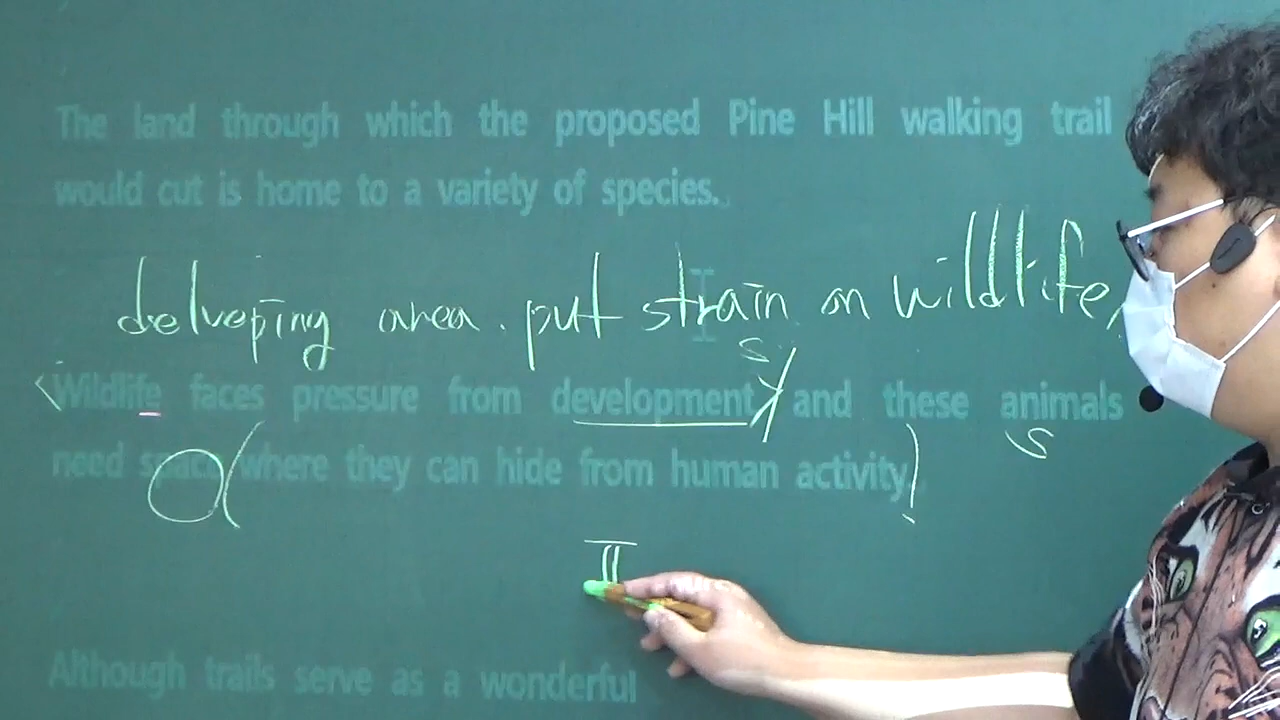 The land through which the proposed Pine Hill walking trail
would cut is home to a variety of species.
delveping area. put strain on wildlife,
s
<Wildlife faces pressure from development> and these animals
s
need space (where they can hide from human activity.)
II
Although trails serve as a wonderful